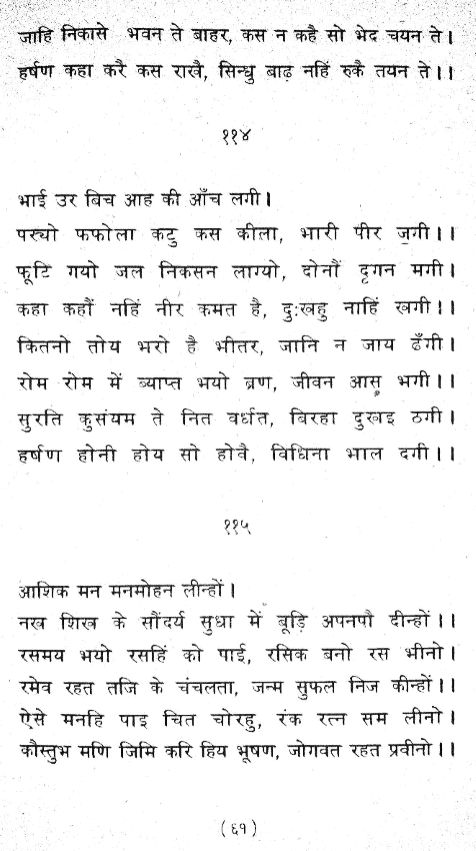 जाहि निकासे भवन ते बाहर, कस न कहै सो भेद चयन ते।
हर्षण कहा करै कस राखै, सिन्धु बाढ़ नहिं रुकै तयन ते।।
११४
भाई उर बिच आह की आँच लगी।
पर्‌यो फफोला कटु कस कीला, भारी पीर जगी।।
फूटि गयो जल निकसन लाग्यो, दोनौं दृगन मगी।
कहा कहौं नहिं नीर कमत है, दुःखहु नाहिं खगी।।
कितनो तोय भरो है भीतर, जानि न जाय ढँगी।
रोम रोम में ब्याप्त भयो ब्रण, जीवन आसु भगी।।
सुरति कुसंयम ते नित वर्धत, बिरहा दुखइ ठगी।
हर्षण होनी होय सो होवै, विधिना भाल दगी।।
११५
आशिक मन मनमोहन लीन्हों।
नख शिख के सौंदर्य सुधा में बूड़ि अपनपौ दीन्हों।।
रसमय भयो रसहिं को पाई, रसिक बनो रस भीनो।
रमेव रहत तजि के चंचलता, जन्म सुफल निज कीन्हों।।
ऐसे मनहि पाइ चित चोरहु, रंक रत्न सम लीनो।
कौस्तुभ मणि जिमि करि हिय भूषण, जोगवत रहत प्रवीनो।।
(६१)